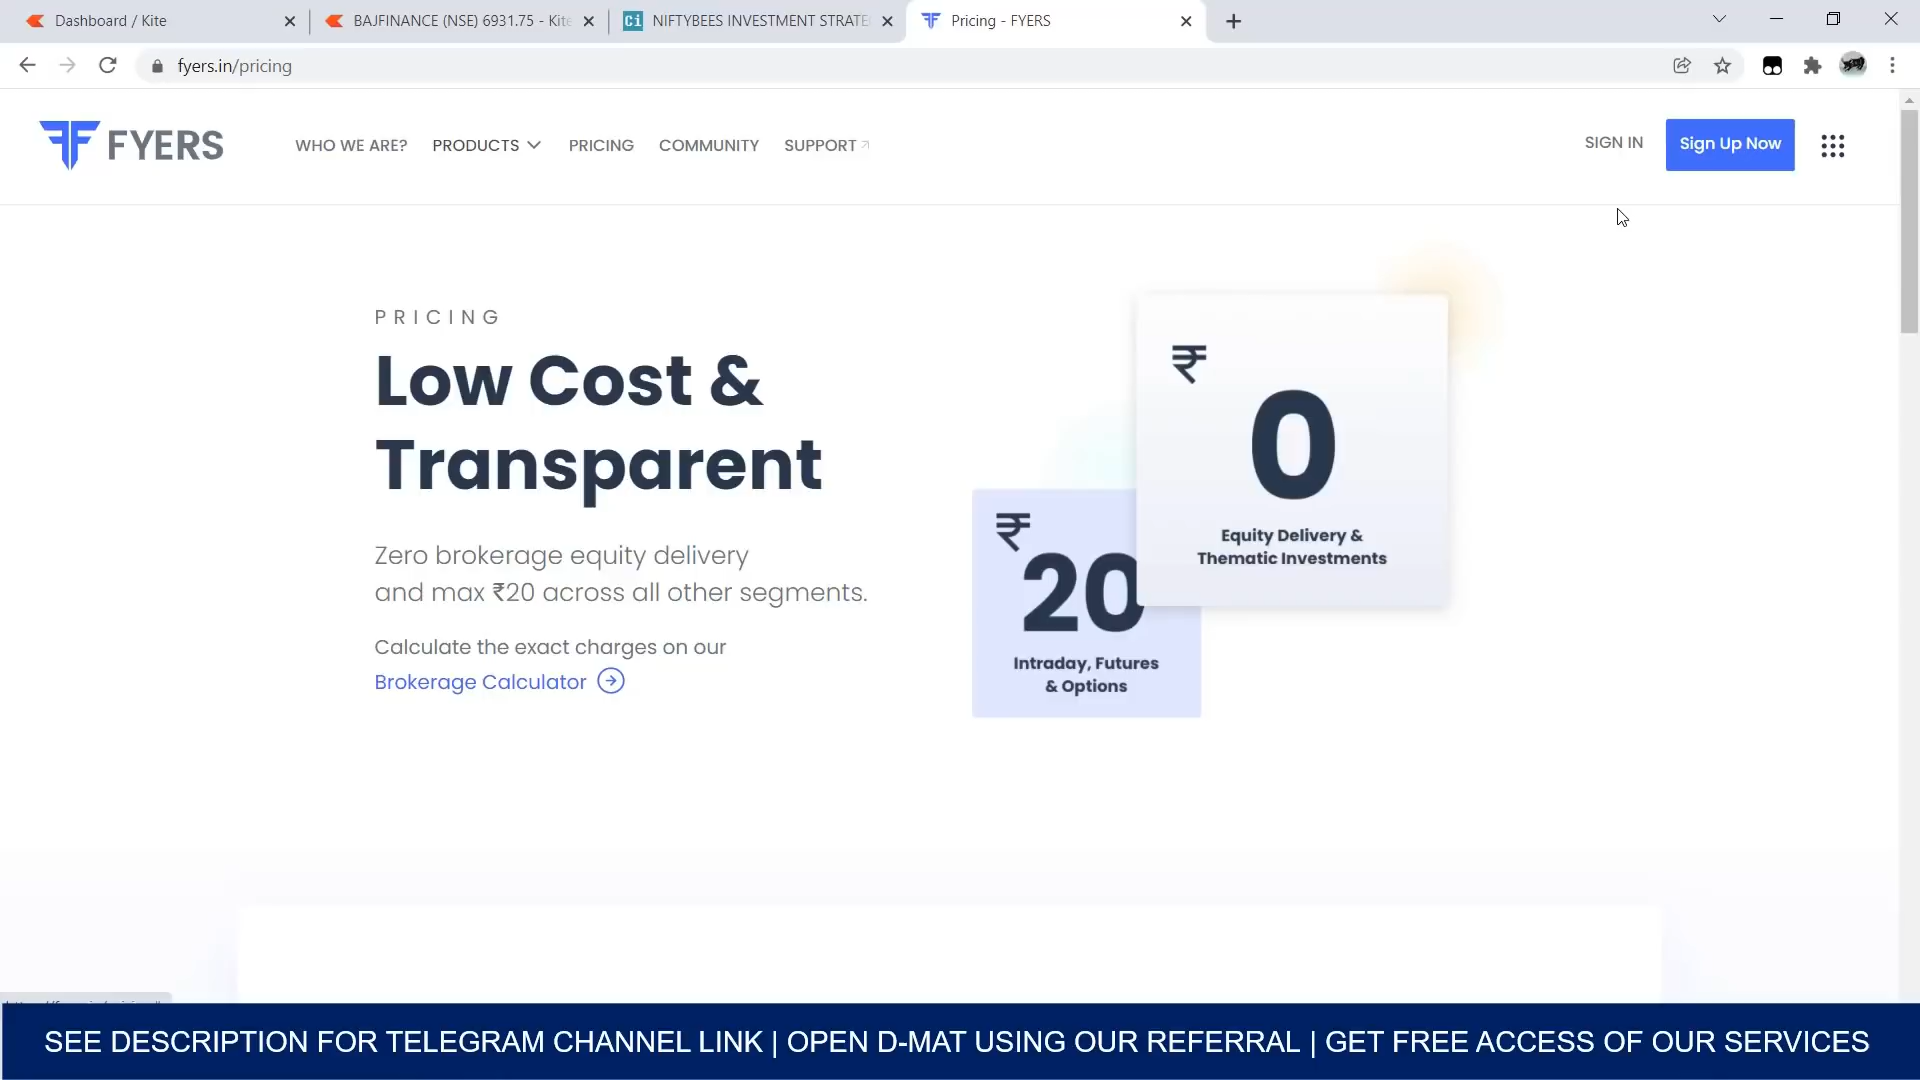 Dashboard / Kite
BAJFINANCE (NSE) 6931.75 - Kite
NIFTYBEES INVESTMENT STRATE
Pricing - FYERS
fyers.in/pricing
FYERS
WHO WE ARE?
PRODUCTS
PRICING
COMMUNITY
SUPPORT
SIGN IN
Sign Up Now
PRICING
Low Cost &
Transparent
Zero brokerage equity delivery
and max ₹20 across all other segments.
Calculate the exact charges on our
Brokerage Calculator
₹
0
Equity Delivery &
Thematic Investments
₹
20
Intraday, Futures
& Options
SEE DESCRIPTION FOR TELEGRAM CHANNEL LINK | OPEN D-MAT USING OUR REFERRAL | GET FREE ACCESS OF OUR SERVICES